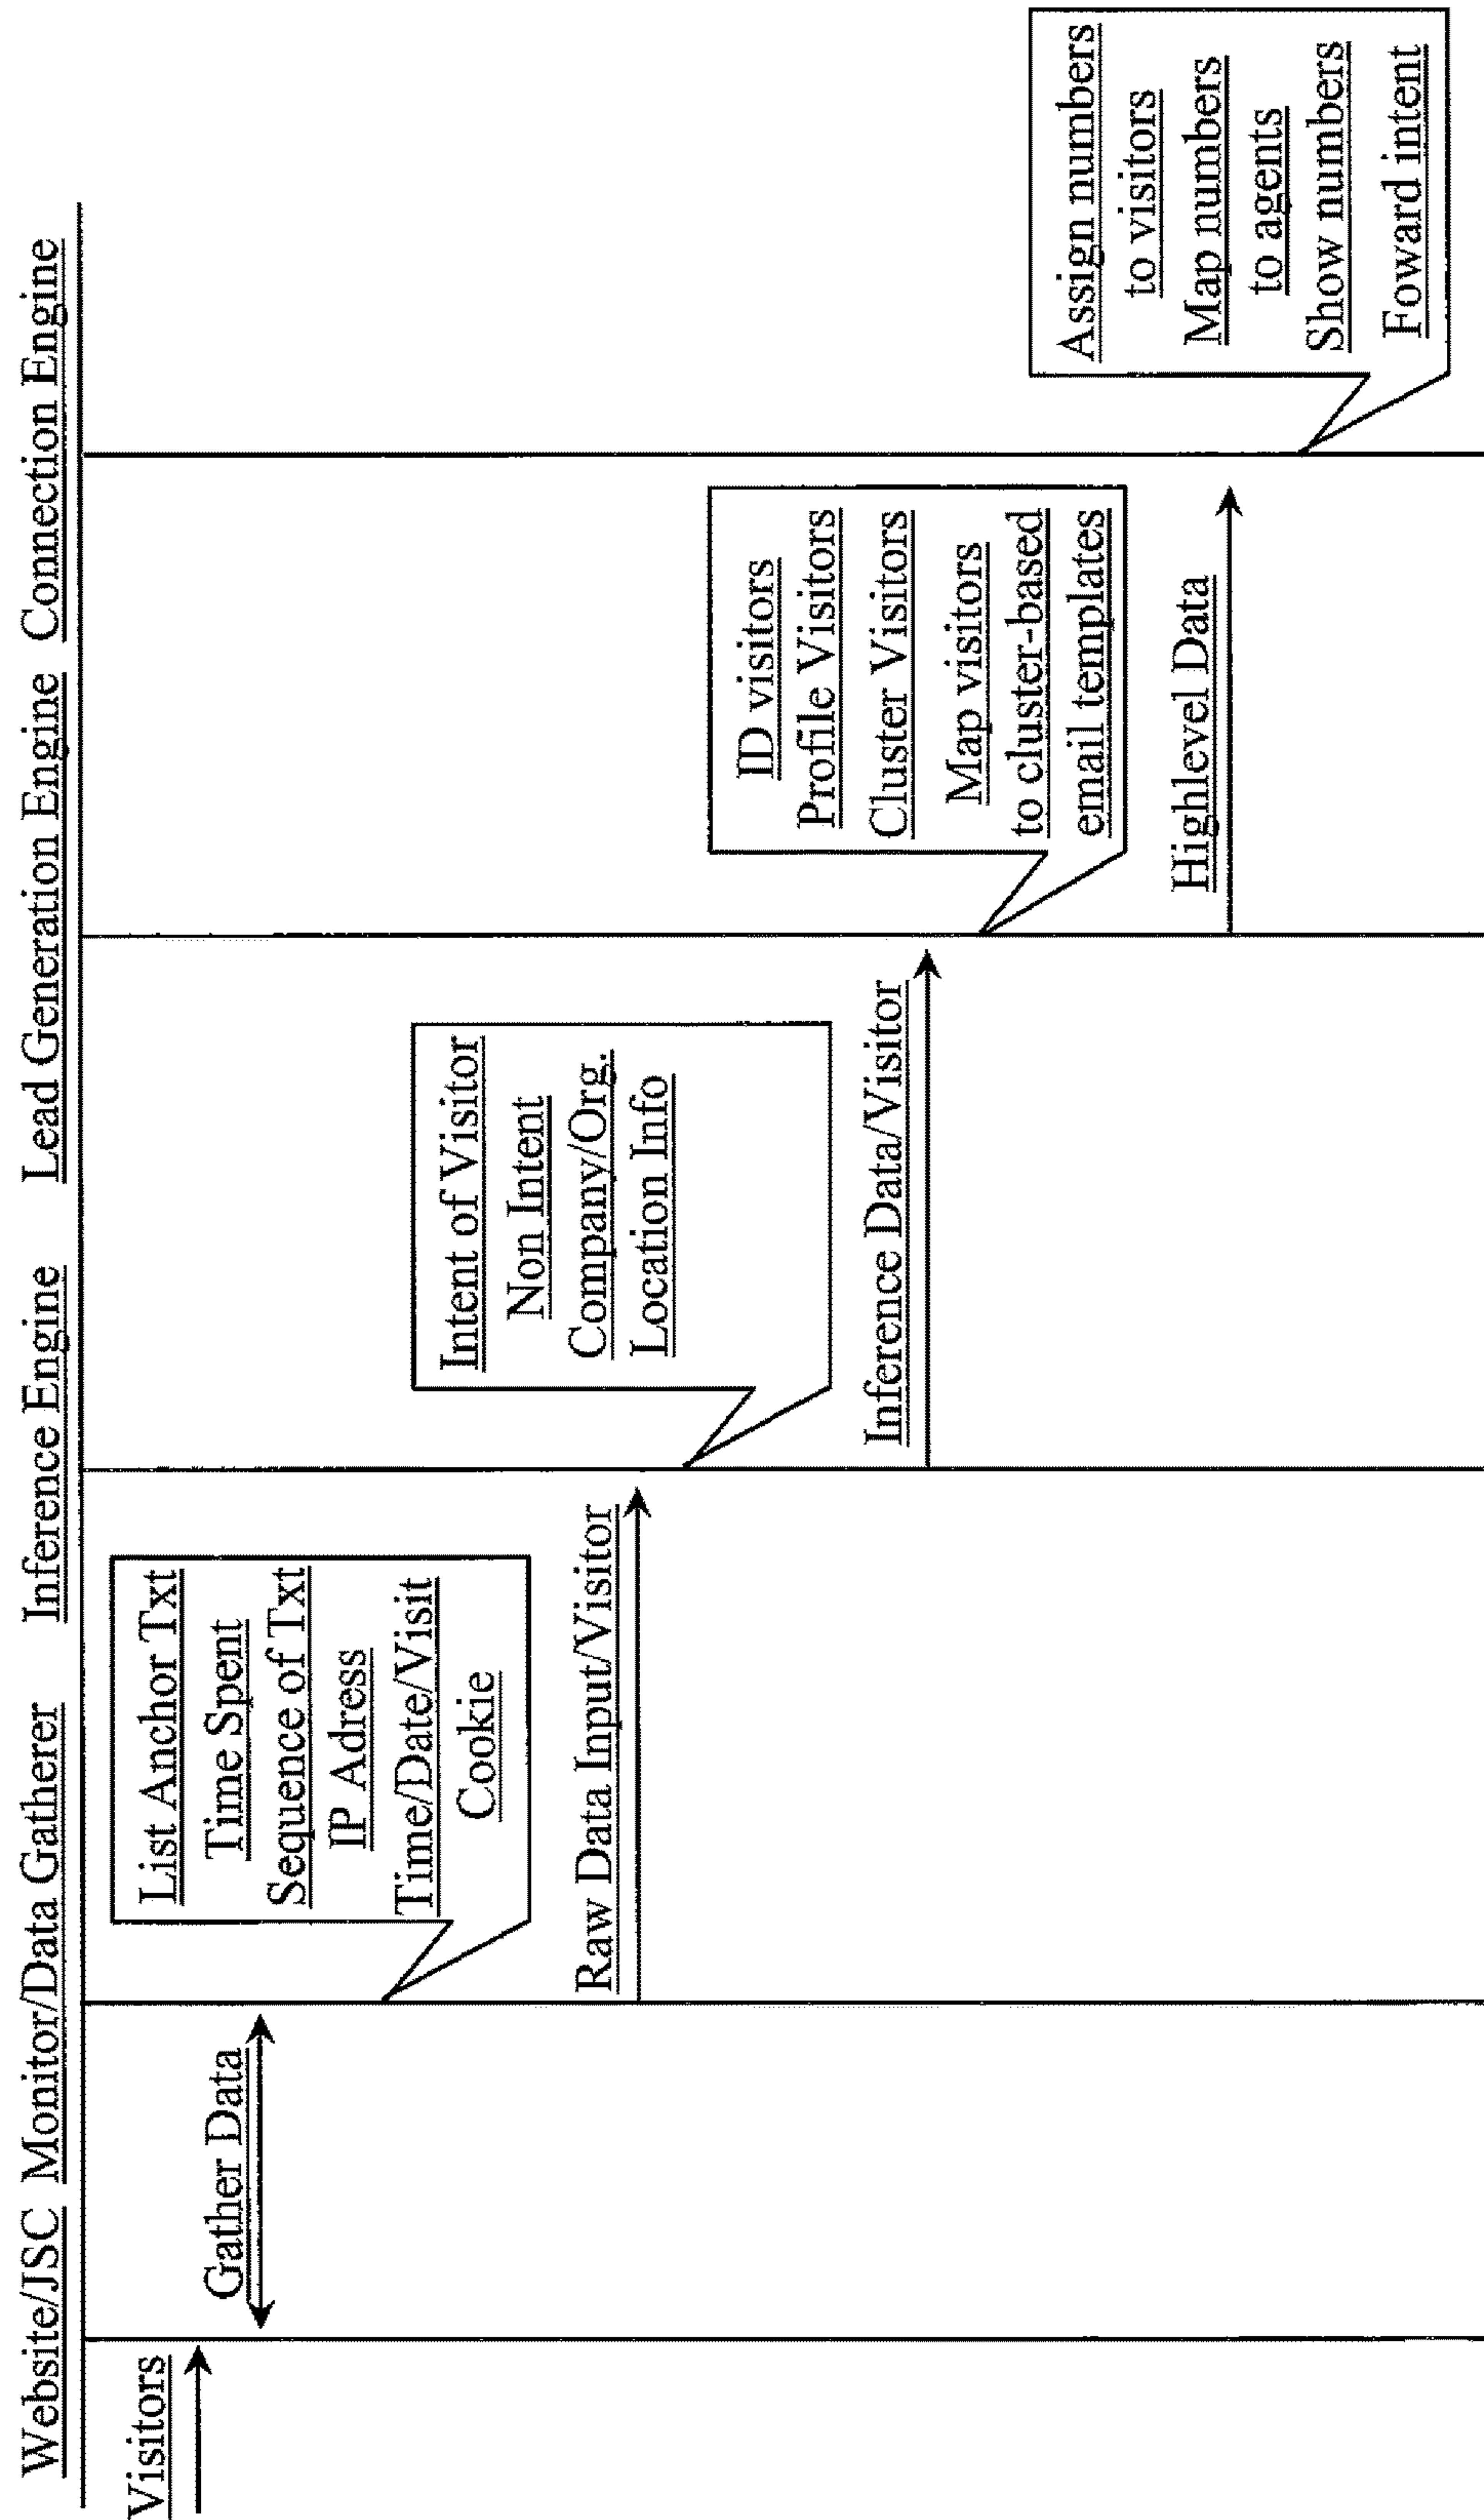 Website/JSC Monitor/Data Gatherer Inference Engine Lead Generation Engine Connection Engine
Visitors
Gather Data
List Anchor Txt
Time Spent
Sequence of Txt
IP Adress
Time/Date/Visit
Cookie
Raw Data Input/Visitor
Intent of Visitor
Non Intent
Company/Org.
Location Info
Inference Data/Visitor
ID visitors
Profile Visitors
Cluster Visitors
Map visitors
to cluster-based
email templates
Highlevel Data
Assign numbers
to visitors
Map numbers
to agents
Show numbers
Foward intent